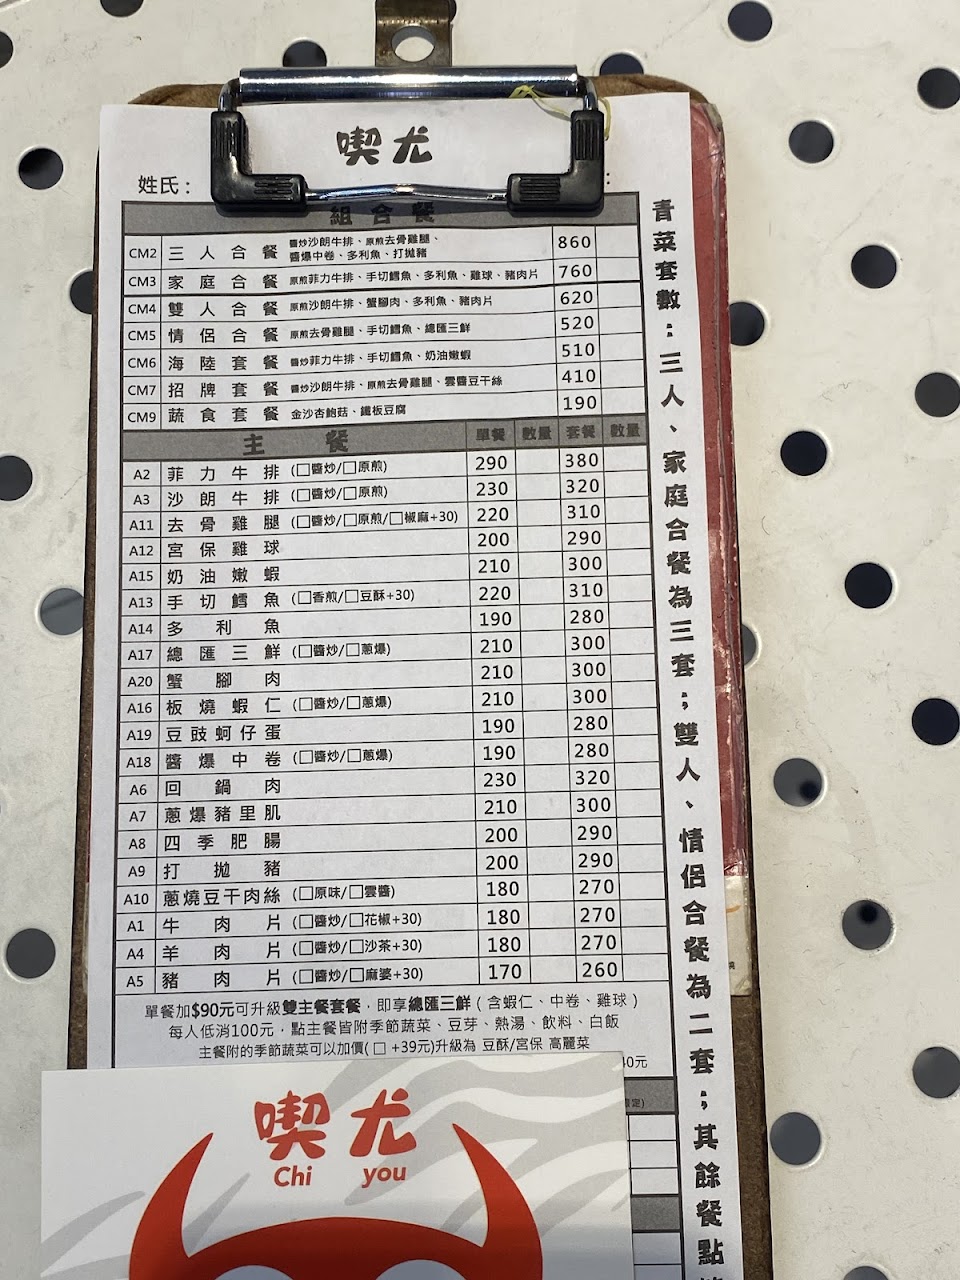 喫尤
姓氏:
組合餐
CM2 三人合餐 醬炒沙朗牛排、原煎去骨雞腿、醬爆中卷、多利魚、打拋豬 860
CM3 家庭合餐 原煎菲力牛排、手切鱈魚、多利魚、雞球、豬肉片 760
CM4 雙人合餐 原煎沙朗牛排、蟹腳肉、多利魚、豬肉片 620
CM5 情侶合餐 原煎去骨雞腿、手切鱈魚、總匯三鮮 520
CM6 海陸套餐 醬炒菲力牛排、手切鱈魚、奶油嫩蝦 510
CM7 招牌套餐 醬炒沙朗牛排、原煎去骨雞腿、雲醬豆干絲 410
CM9 蔬食套餐 金沙杏鮑菇、鐵板豆腐 190
主餐 單餐 數量 套餐 數量
A2 菲力牛排 (□醬炒/□原煎) 290 380
A3 沙朗牛排 (□醬炒/□原煎) 230 320
A11 去骨雞腿 (□醬炒/□原煎/□椒麻+30) 220 310
A12 宮保雞球 200 290
A15 奶油嫩蝦 210 300
A13 手切鱈魚 (□香煎/□豆酥+30) 220 310
A14 多利魚 190 280
A17 總匯三鮮 (□醬炒/□蔥爆) 210 300
A20 蟹腳肉 210 300
A16 板燒蝦仁 (□醬炒/□蔥爆) 210 300
A19 豆豉蚵仔蛋 190 280
A18 醬爆中卷 (□醬炒/□蔥爆) 190 280
A6 回鍋肉 230 320
A7 蔥爆豬里肌 210 300
A8 四季肥腸 200 290
A9 打拋豬 200 290
A10 蔥燒豆干肉絲 (□原味/□雲醬) 180 270
A1 牛肉片 (□醬炒/□花椒+30) 180 270
A4 羊肉片 (□醬炒/□沙茶+30) 180 270
A5 豬肉片 (□醬炒/□麻婆+30) 170 260
單餐加$90元可升級雙主餐套餐，即享總匯三鮮（含蝦仁、中卷、雞球）
每人低消100元，點主餐皆附季節蔬菜、豆芽、熱湯、飲料、白飯
主餐附的季節蔬菜可以加價(□ +39元)升級為 豆酥/宮保 高麗菜
40元
青菜套數：三人、家庭合餐為三套；雙人、情侶合餐為二套；其餘餐點
喫尤
Chi you